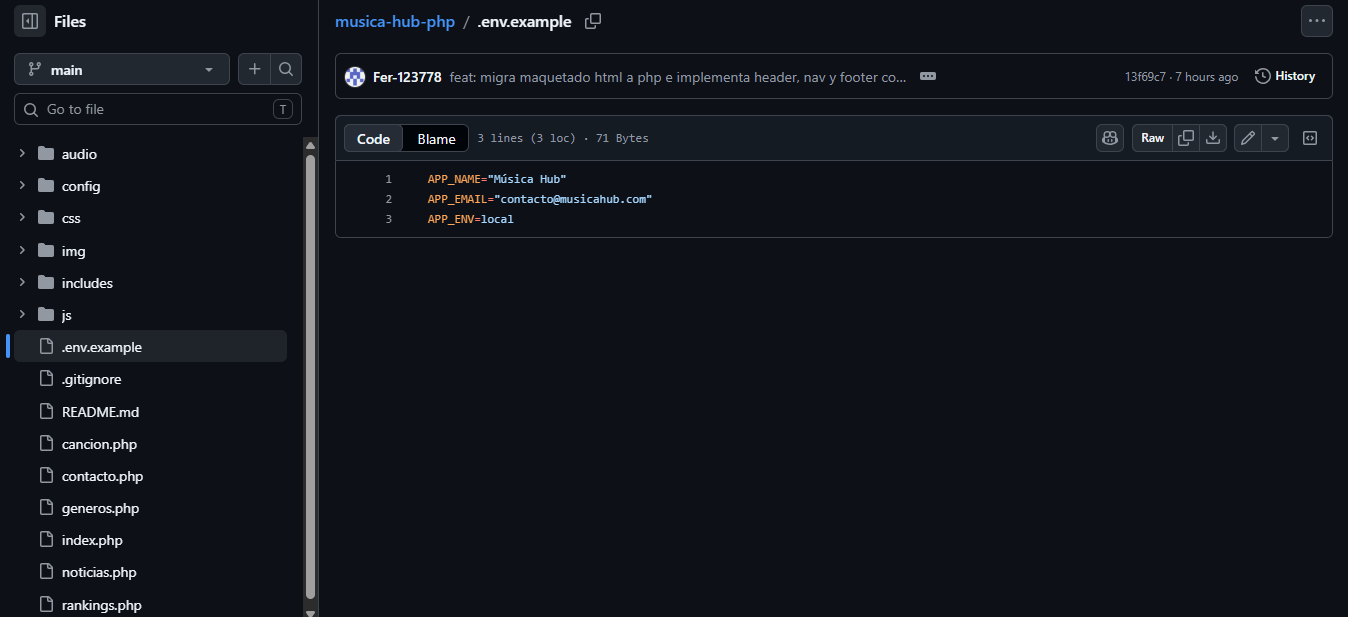 Files
main
Go to file
T
audio
config
css
img
includes
js
.env.example
.gitignore
README.md
cancion.php
contacto.php
generos.php
index.php
noticias.php
rankings.php
musica-hub-php / .env.example
Fer-123778 feat: migra maquetado html a php e implementa header, nav y footer co...
13f69c7 · 7 hours ago
History
Code Blame 3 lines (3 loc) · 71 Bytes
Raw
1 APP_NAME="Música Hub"
2 APP_EMAIL="contacto@musicahub.com"
3 APP_ENV=local